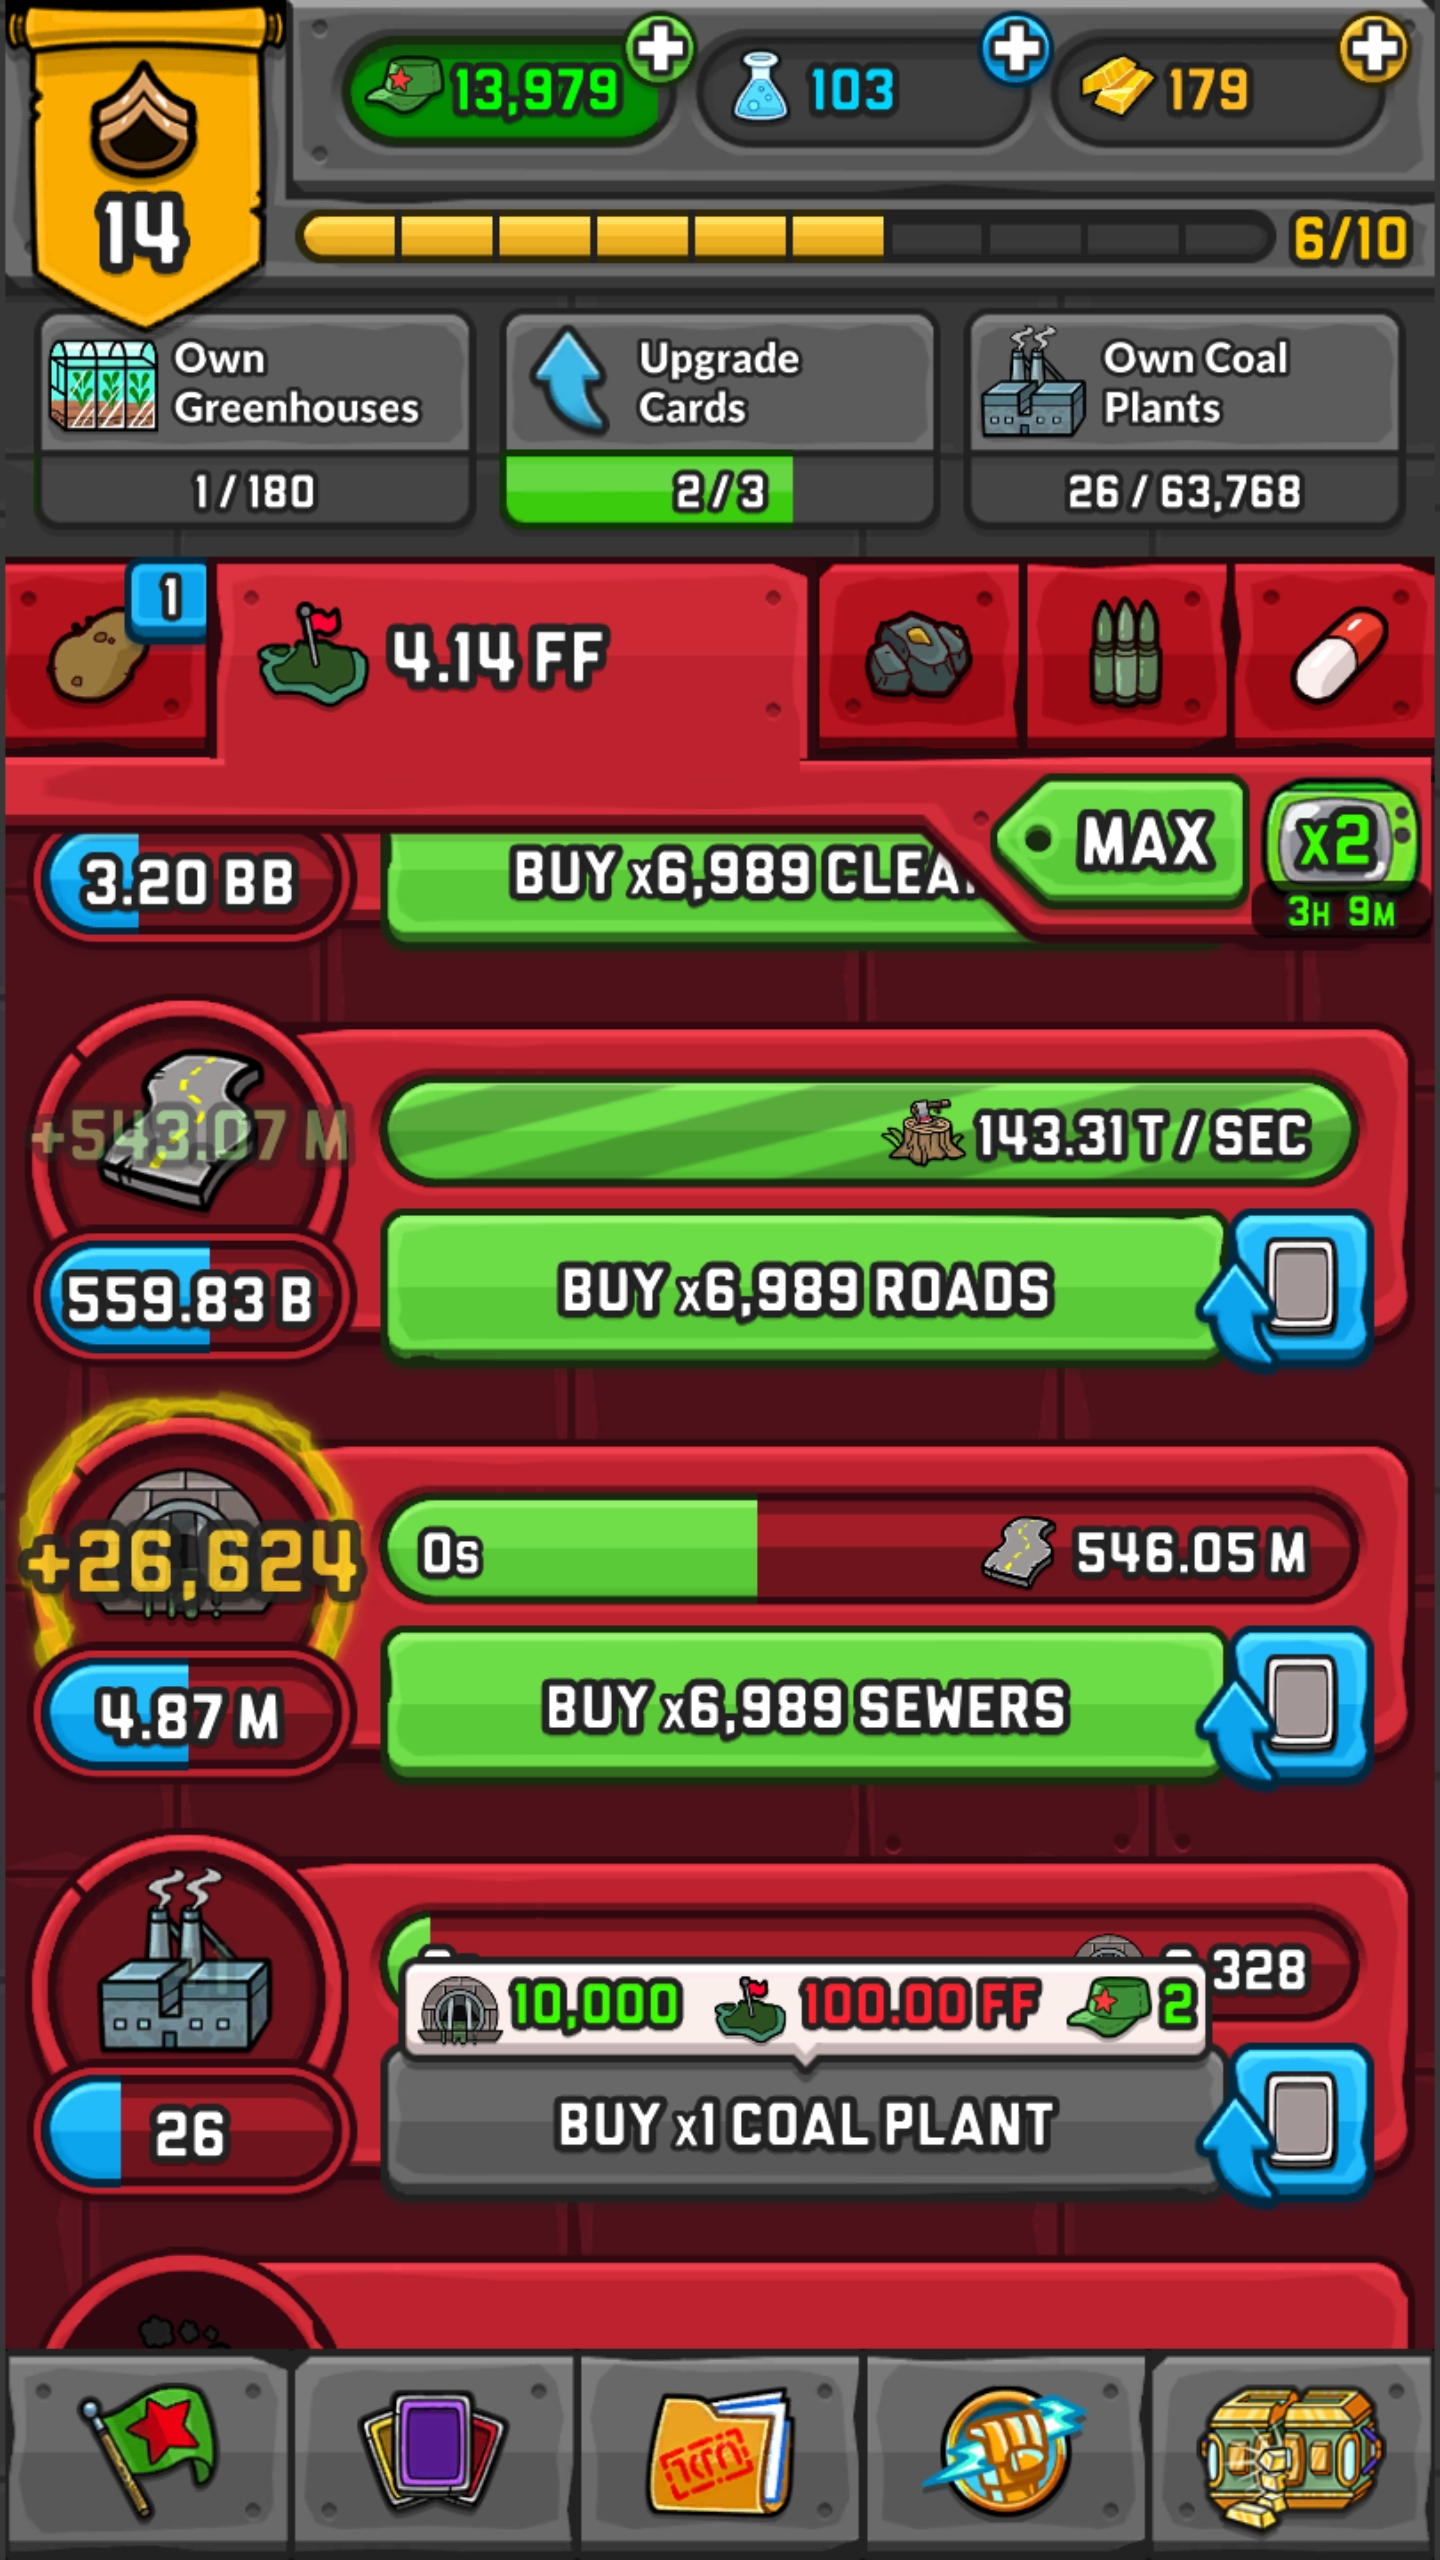 13,979
103
179
14
6/10
Own Greenhouses
1 / 180
Upgrade Cards
2 / 3
Own Coal Plants
26 / 63,768
1
4.14 FF
MAX
x2
3H 9M
3.20 BB
BUY x6,989
+543.07 M
143.31 T / SEC
559.83 B
BUY x6,989 ROADS
+26,624
0s
546.05 M
4.87 M
BUY x6,989 SEWERS
328
10,000
100.00 FF
2
26
BUY x1 COAL PLANT